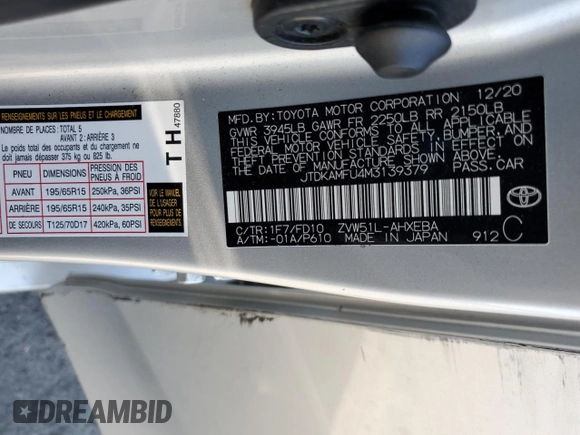 RENSEIGNEMENTS SUR LES PNEUS ET LE CHARGEMENT
NOMBRE DE PLACES: TOTAL 5
AVANT 2: ARRIÈRE 3
Le poids total des occupants et du chargement ne doit jamais dépasser 375 kg ou 825 lb.
PNEU DIMENSIONS PRESSION DES PNEUS À FROID
AVANT 195/65R15 250kPa, 36PSI
ARRIÈRE 195/65R15 240kPa, 35PSI
DE SECOURS T125/70D17 420kPa, 60PSI
VOIR LE MANUEL DE L'USAGER POUR PLUS DE RENSEIGNEMENTS
TH
47880
MFD. BY: TOYOTA MOTOR CORPORATION 12/20
GVWR 3945LB GAWR FR 2250LB RR 2150LB
THIS VEHICLE CONFORMS TO ALL APPLICABLE
FEDERAL MOTOR VEHICLE SAFETY, BUMPER, AND
THEFT PREVENTION STANDARDS IN EFFECT ON
THE DATE OF MANUFACTURE SHOWN ABOVE.
JTDKAMFU4M3139379 PASS. CAR
TOYOTA
C/TR: 1F7/FD10 ZVW51L-AHXEBA
A/TM: -01A/P610 MADE IN JAPAN 912 C
DREAMBID